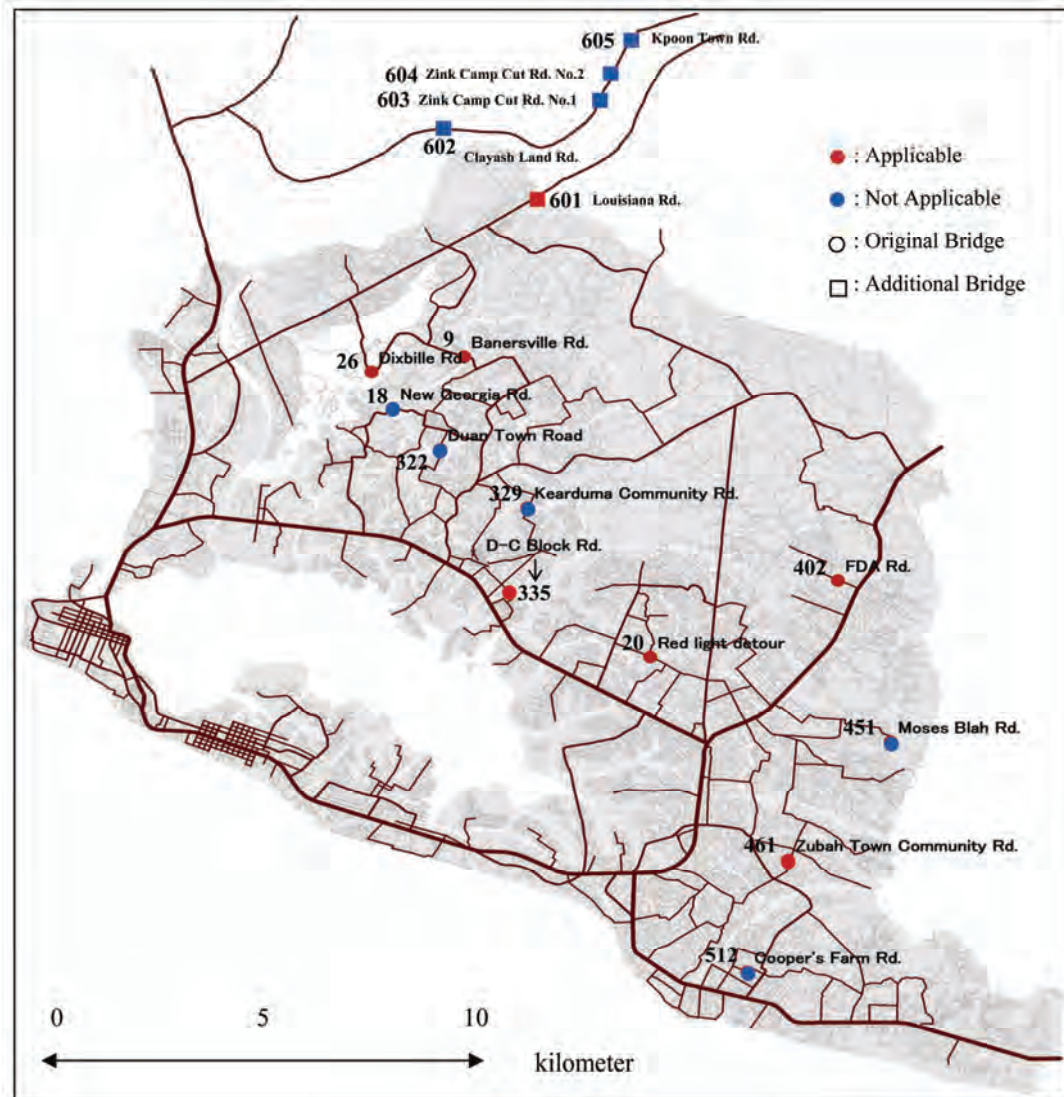 605 Kpoon Town Rd.
604 Zink Camp Cut Rd. No.2
603 Zink Camp Cut Rd. No.1
602
Clayash Land Rd.
601 Louisiana Rd.
: Applicable
: Not Applicable
: Original Bridge
: Additional Bridge
9 Banersville Rd.
26 Dixbille Rd.
18 New Georgia Rd.
Duan Town Road
322
329 Kearduma Community Rd.
D-C Block Rd.
335
402 FDA Rd.
20 Red light detour
451 Moses Blah Rd.
461 Zubah Town Community Rd.
512 Cooper's Farm Rd.
0 5 10
kilometer